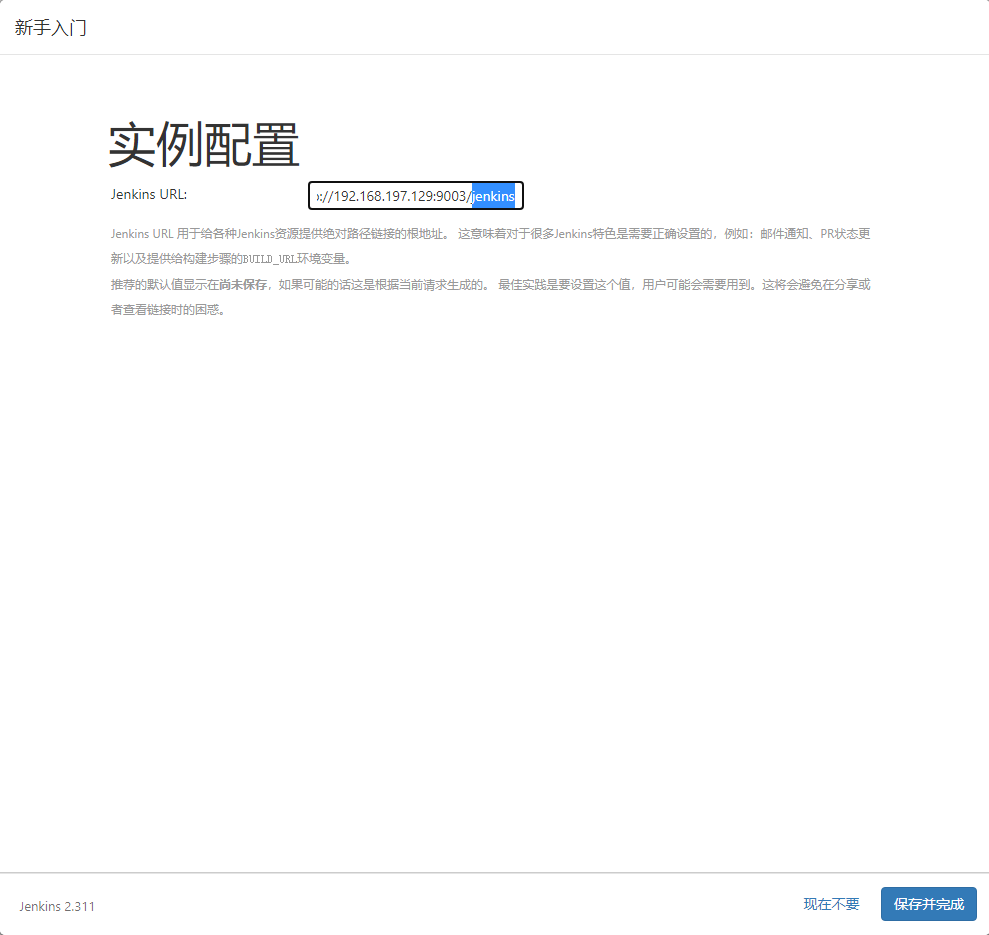 新手入门
实例配置
Jenkins URL:
://192.168.197.129:9003/jenkins
Jenkins URL 用于给各种Jenkins资源提供绝对路径链接的根地址。 这意味着对于很多Jenkins特色是需要正确设置的，例如：邮件通知、PR状态更
新以及提供给构建步骤的BUILD_URL环境变量。
推荐的默认值显示在尚未保存，如果可能的话这是根据当前请求生成的。 最佳实践是要设置这个值，用户可能会需要用到。这将会避免在分享或
者查看链接时的困惑。
Jenkins 2.311
现在不要
保存并完成